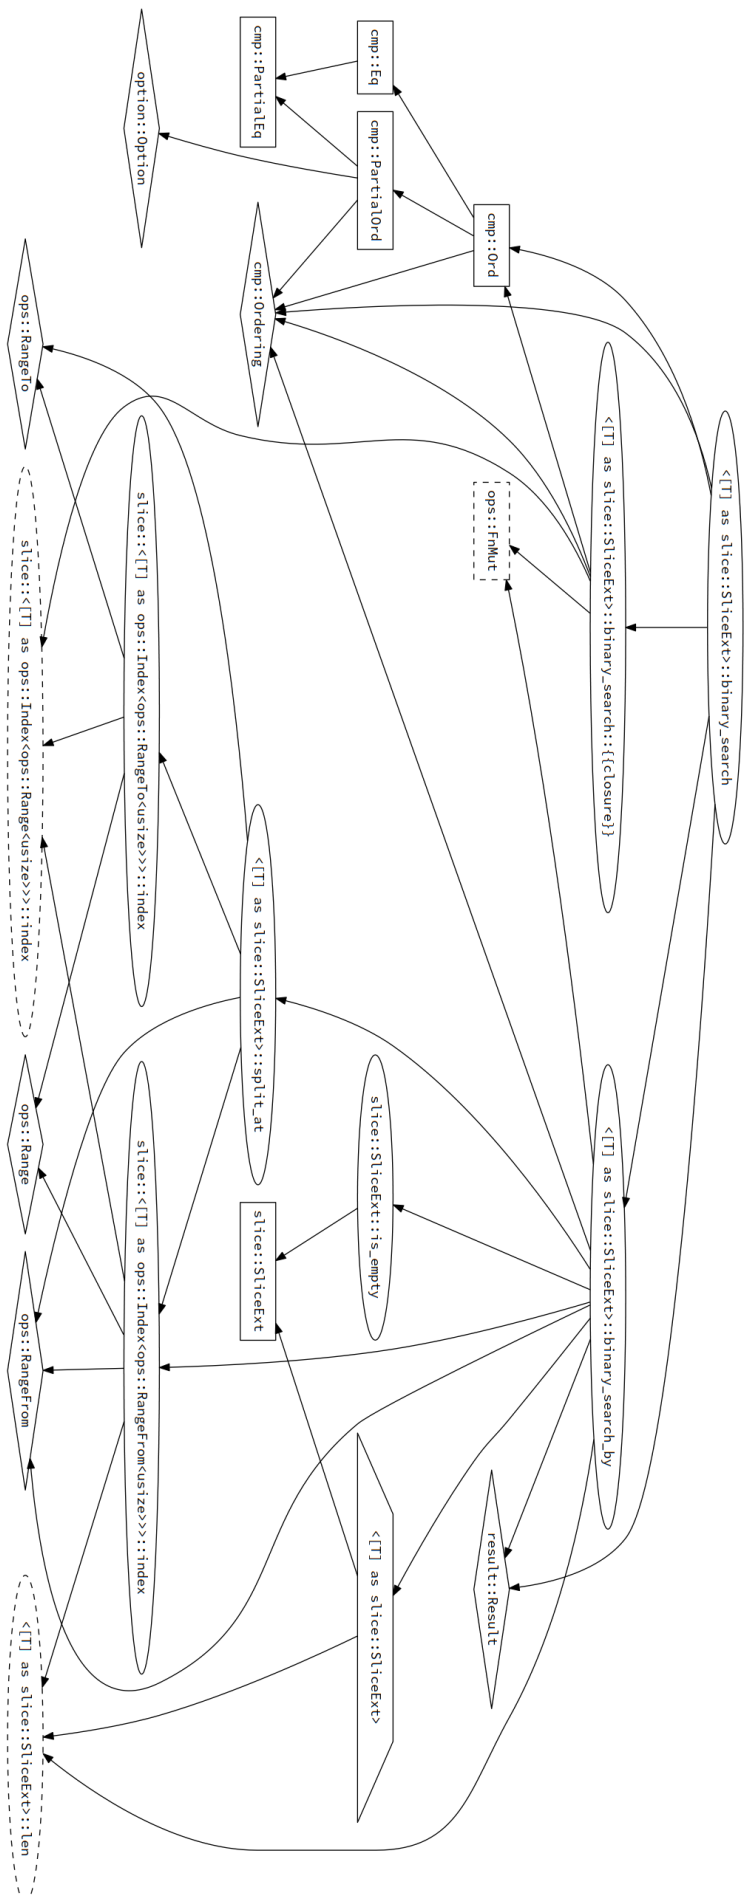 <[T] as slice::SliceExt>::binary_search
<[T] as slice::SliceExt>::binary_search::{{closure}}
<[T] as slice::SliceExt>::binary_search_by
cmp::Ord
ops::FnMut
result::Result
cmp::Eq
cmp::PartialOrd
slice::SliceExt::is_empty
<[T] as slice::SliceExt>
cmp::PartialEq
cmp::Ordering
<[T] as slice::SliceExt>::split_at
slice::SliceExt
option::Option
slice::<[T] as ops::Index<ops::RangeTo<usize>>>::index
slice::<[T] as ops::Index<ops::RangeFrom<usize>>>::index
ops::RangeTo
slice::<[T] as ops::Index<ops::Range<usize>>>::index
ops::Range
ops::RangeFrom
<[T] as slice::SliceExt>::len